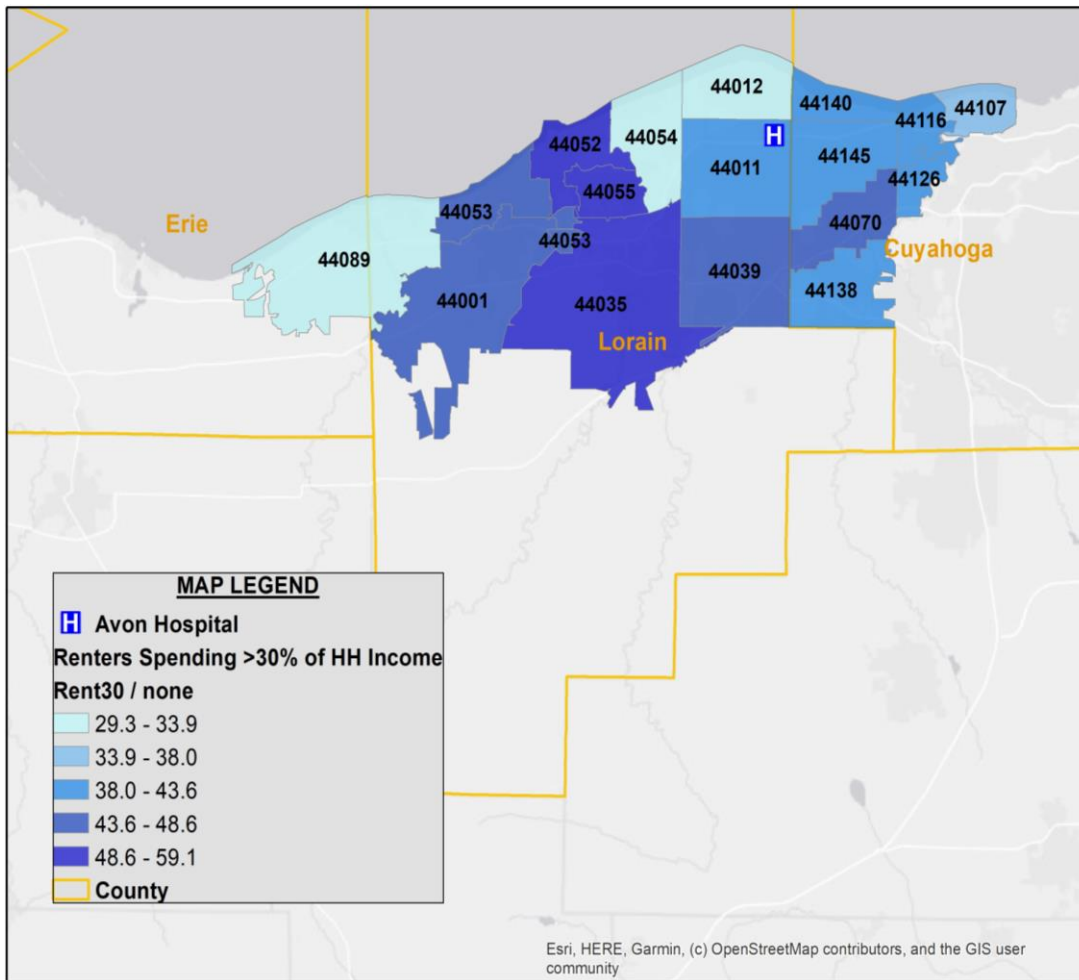 44012
44140
44107
44116
44052
44054
H
44011
44145
44055
44126
44053
44070
Erie
44053
Cuyahoga
44089
44039
44001
44138
44035
Lorain
MAP LEGEND
H Avon Hospital
Renters Spending >30% of HH Income
Rent30 / none
29.3 - 33.9
33.9 - 38.0
38.0 - 43.6
43.6 - 48.6
48.6 - 59.1
County
Esri, HERE, Garmin, (c) OpenStreetMap contributors, and the GIS user
community